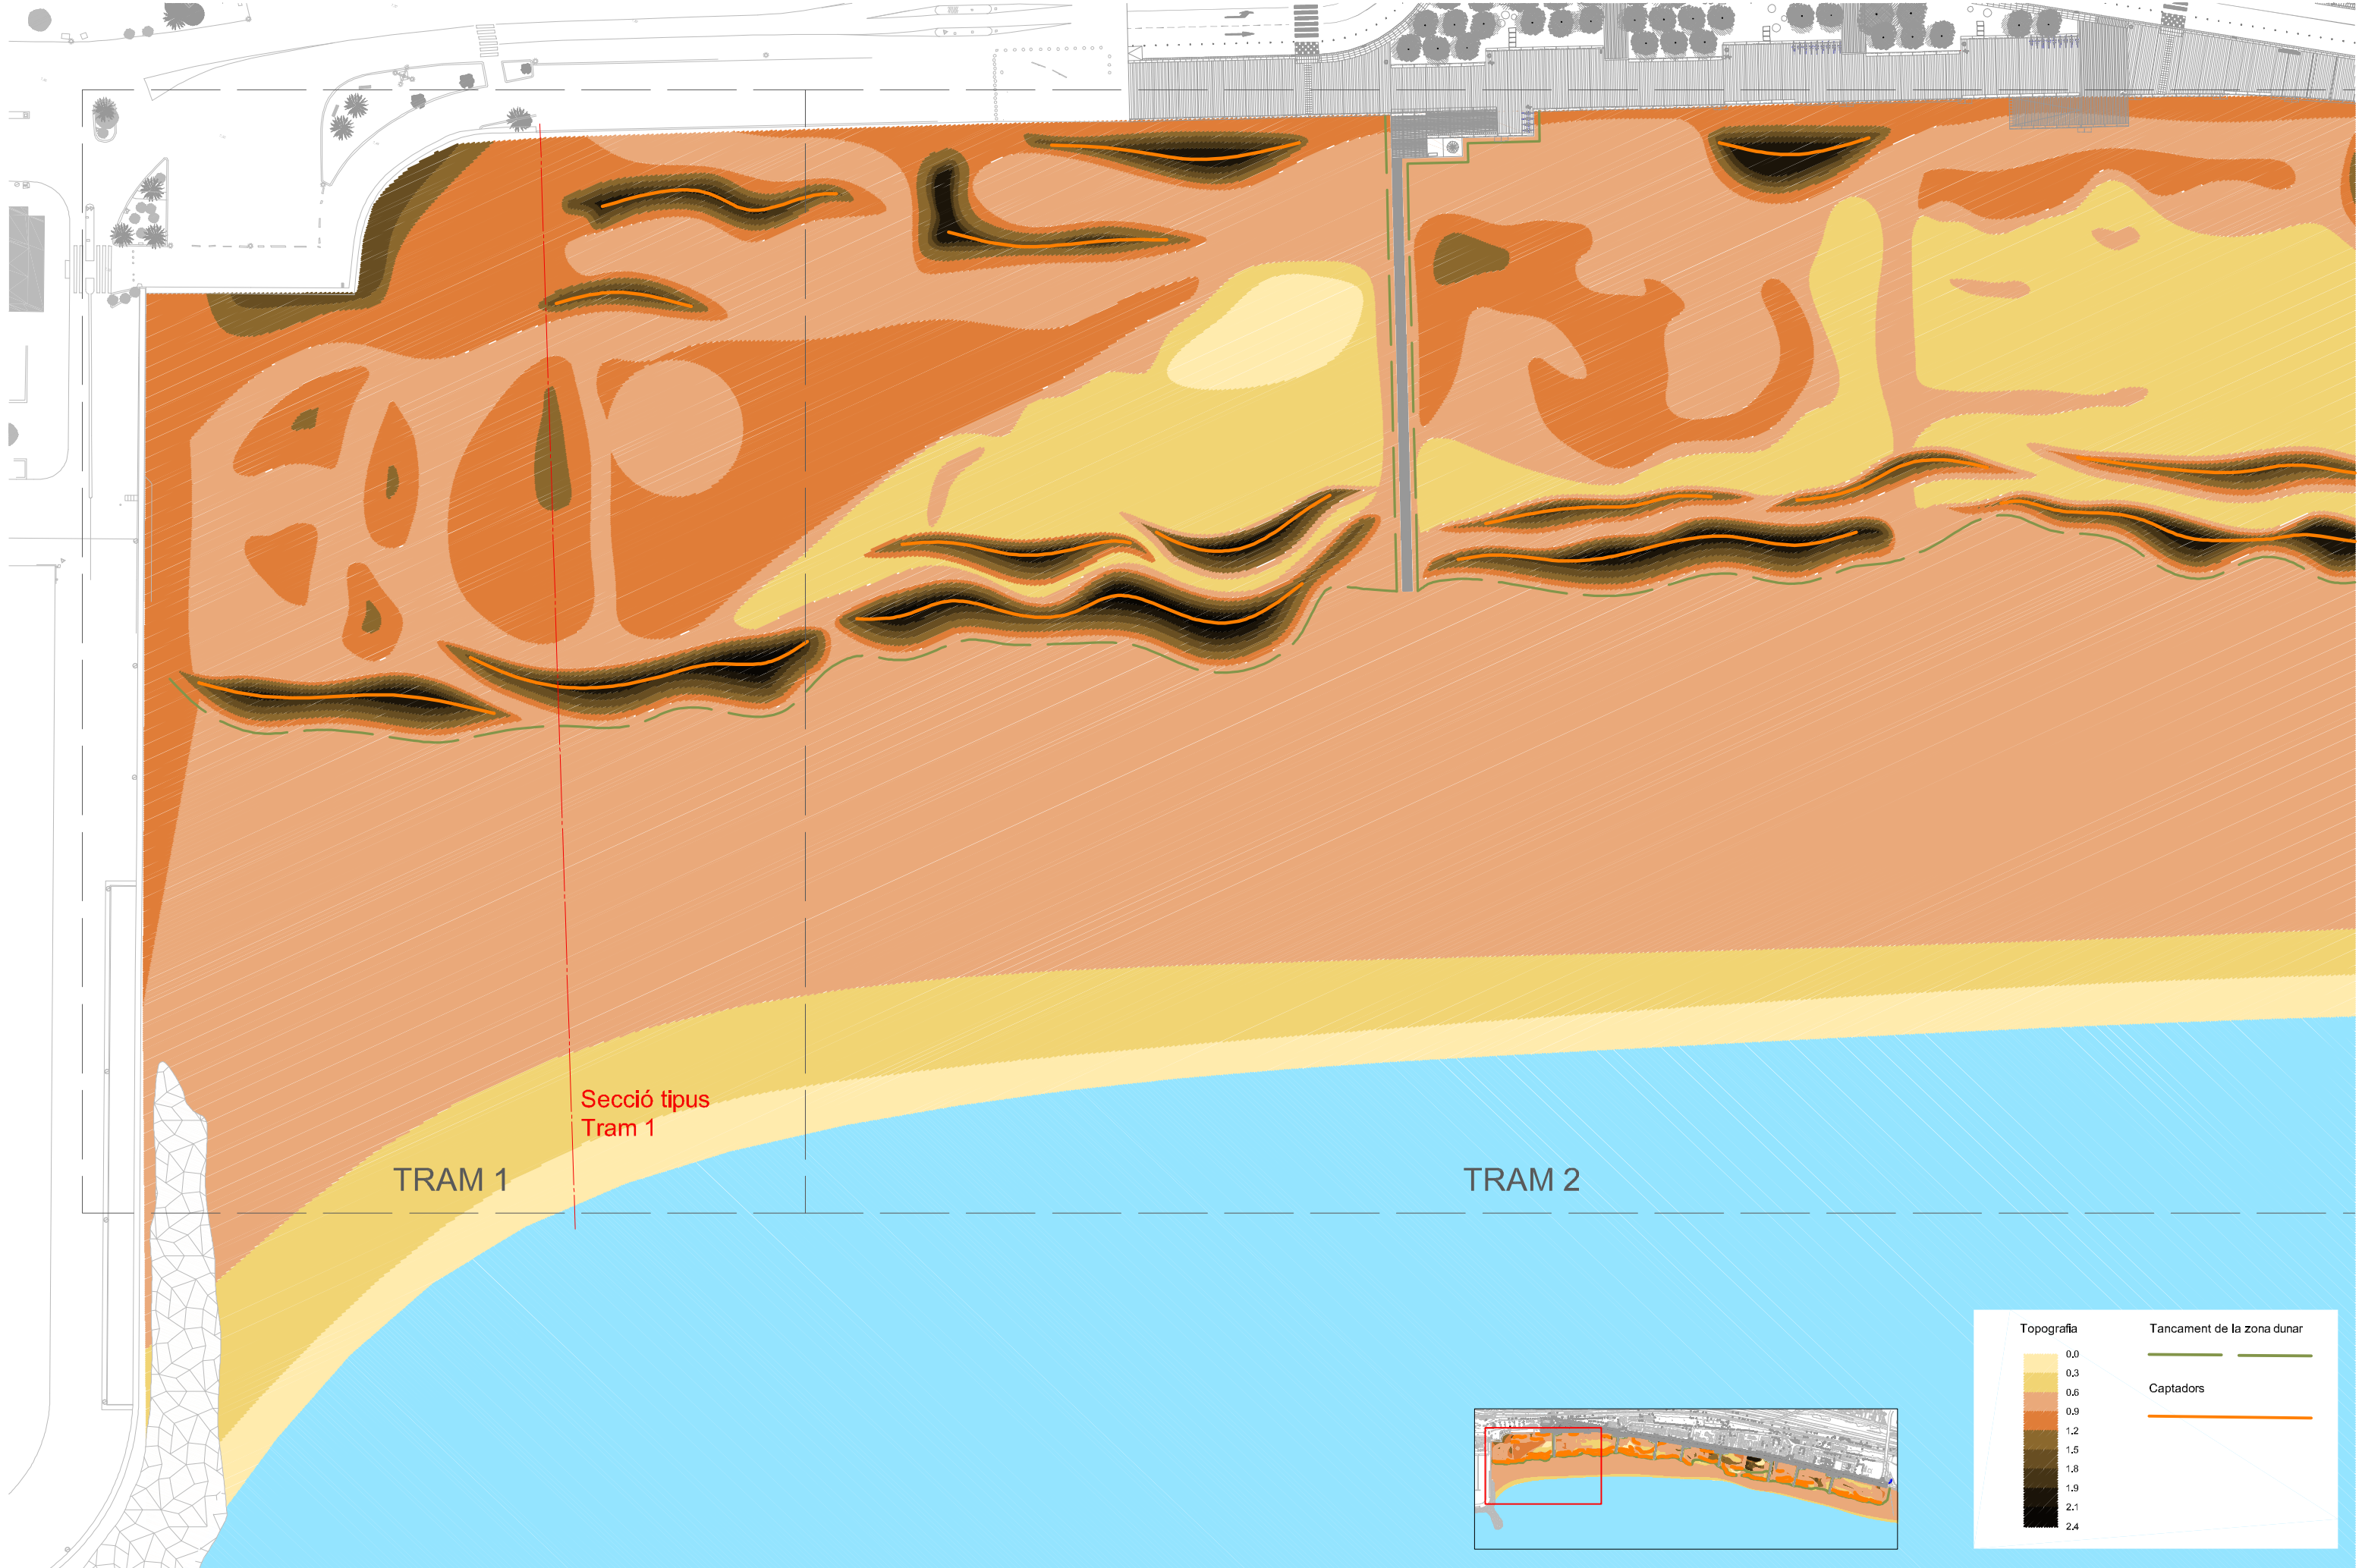 Secció tipus
Tram 1
TRAM 1
TRAM 2
Topografia
0,0
0,3
0,6
0,9
1,2
1,5
1,8
1,9
2,1
2,4
Tancament de la zona dunar
Captadors